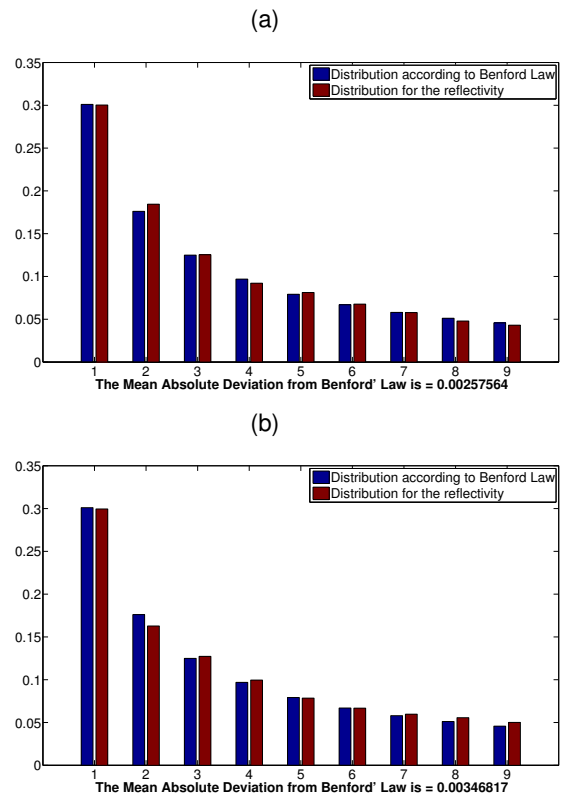 (a)
0.35
0.3
0.25
0.2
0.15
0.1
0.05
0
Distribution according to Benford Law
Distribution for the reflectivity
1 2 3 4 5 6 7 8 9
The Mean Absolute Deviation from Benford' Law is = 0.00257564
(b)
0.35
0.3
0.25
0.2
0.15
0.1
0.05
0
Distribution according to Benford Law
Distribution for the reflectivity
1 2 3 4 5 6 7 8 9
The Mean Absolute Deviation from Benford' Law is = 0.00346817